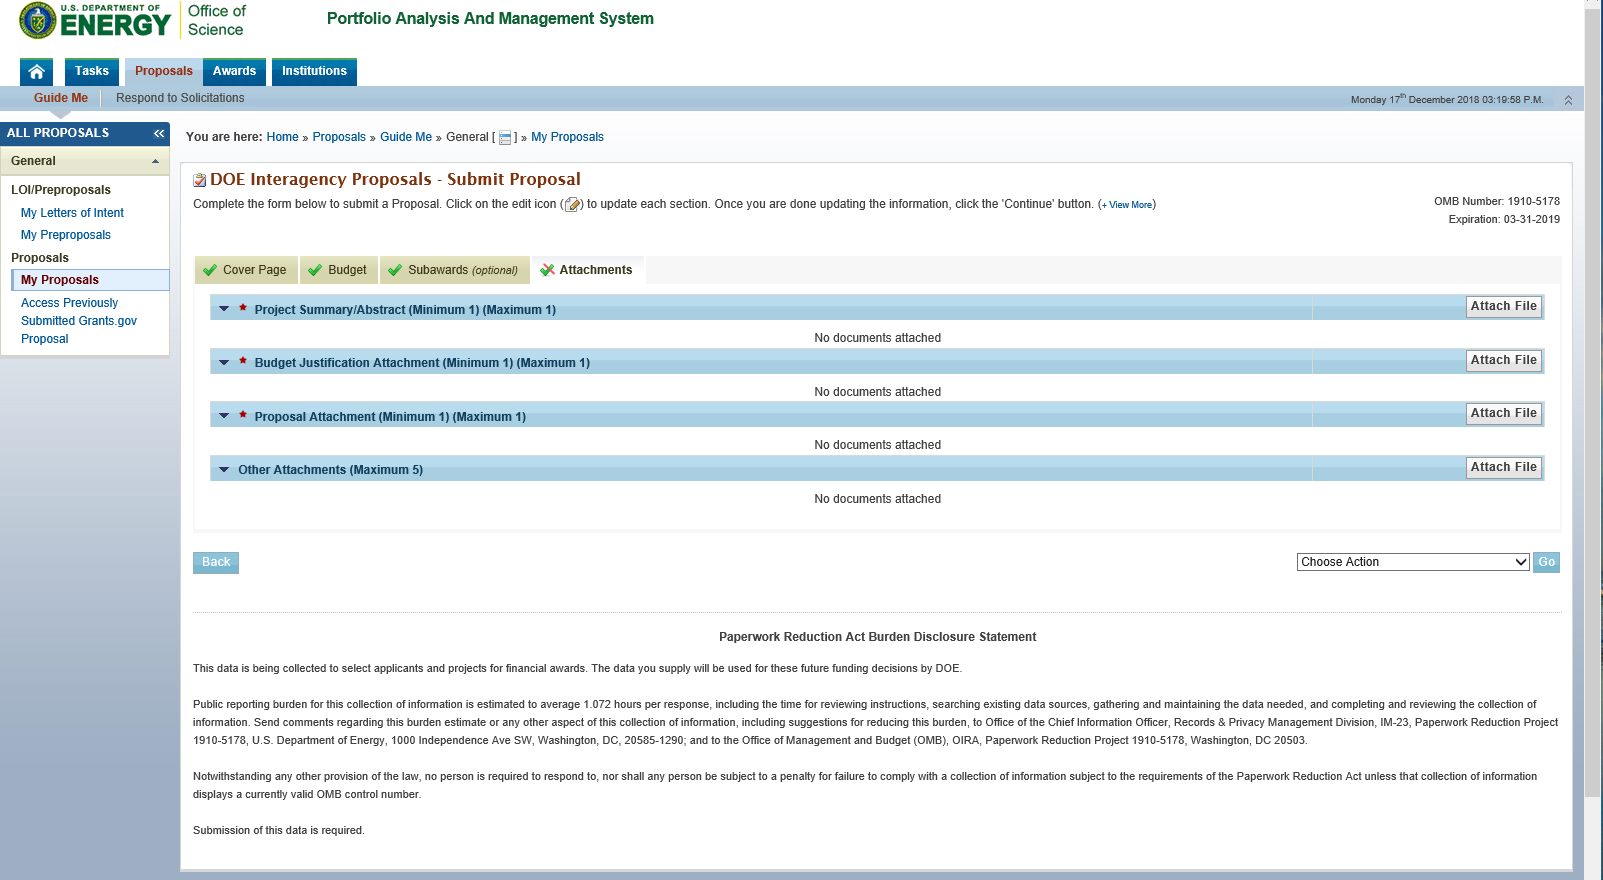 U.S. DEPARTMENT OF
ENERGY
Office of
Science
Portfolio Analysis And Management System
Tasks
Proposals
Awards
Institutions
Guide Me
Respond to Solicitations
Monday 17th December 2018 03:19:58 P.M.
ALL PROPOSALS
«
General
LOI/Preproposals
My Letters of Intent
My Preproposals
Proposals
My Proposals
Access Previously
Submitted Grants.gov
Proposal
You are here: Home » Proposals » Guide Me » General [ ] » My Proposals
DOE Interagency Proposals - Submit Proposal
Complete the form below to submit a Proposal. Click on the edit icon ( ) to update each section. Once you are done updating the information, click the 'Continue' button. (+ View More)
OMB Number: 1910-5178
Expiration: 03-31-2019
Cover Page
Budget
Subawards (optional)
Attachments
Project Summary/Abstract (Minimum 1) (Maximum 1)
Attach File
No documents attached
Budget Justification Attachment (Minimum 1) (Maximum 1)
Attach File
No documents attached
Proposal Attachment (Minimum 1) (Maximum 1)
Attach File
No documents attached
Other Attachments (Maximum 5)
Attach File
No documents attached
Back
Choose Action
Go
Paperwork Reduction Act Burden Disclosure Statement
This data is being collected to select applicants and projects for financial awards. The data you supply will be used for these future funding decisions by DOE.
Public reporting burden for this collection of information is estimated to average 1.072 hours per response, including the time for reviewing instructions, searching existing data sources, gathering and maintaining the data needed, and completing and reviewing the collection of
information. Send comments regarding this burden estimate or any other aspect of this collection of information, including suggestions for reducing this burden, to Office of the Chief Information Officer, Records & Privacy Management Division, IM-23, Paperwork Reduction Project
1910-5178, U.S. Department of Energy, 1000 Independence Ave SW, Washington, DC, 20585-1290; and to the Office of Management and Budget (OMB), OIRA, Paperwork Reduction Project 1910-5178, Washington, DC 20503.
Notwithstanding any other provision of the law, no person is required to respond to, nor shall any person be subject to a penalty for failure to comply with a collection of information subject to the requirements of the Paperwork Reduction Act unless that collection of information
displays a currently valid OMB control number.
Submission of this data is required.